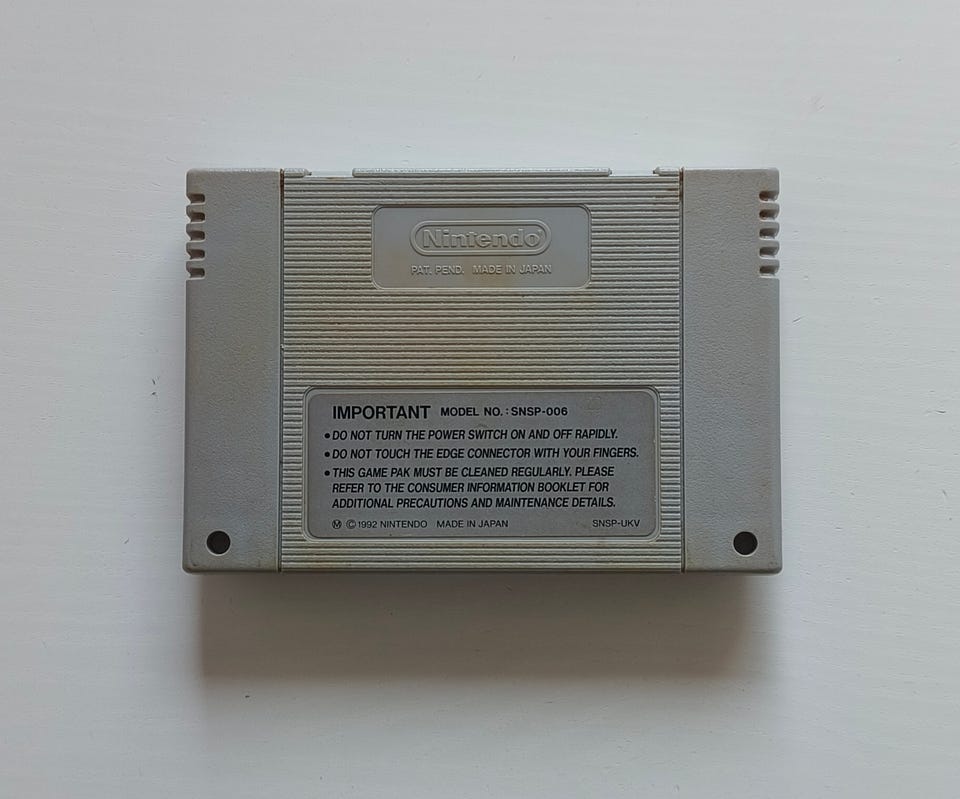 Nintendo®
PAT. PEND. MADE IN JAPAN
IMPORTANT MODEL NO.: SNSP-006
•DO NOT TURN THE POWER SWITCH ON AND OFF RAPIDLY.
•DO NOT TOUCH THE EDGE CONNECTOR WITH YOUR FINGERS.
•THIS GAME PAK MUST BE CLEANED REGULARLY. PLEASE
REFER TO THE CONSUMER INFORMATION BOOKLET FOR
ADDITIONAL PRECAUTIONS AND MAINTENANCE DETAILS.
Ⓜ ©1992 NINTENDO MADE IN JAPAN SNSP-UKV